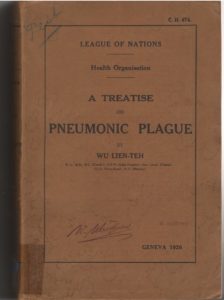 C. H. 474.
LEAGUE OF NATIONS
Health Organisation
A TREATISE
ON
PNEUMONIC PLAGUE
BY
WU LIEN-TEH
GENEVA 1926